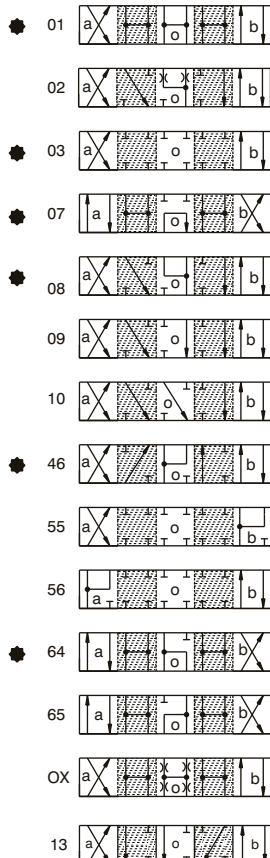 01 a o b
02 a o b
03 a o b
07 a o b
08 a o b
09 a o b
10 a o b
46 a o b
55 a o b
56 a o b
64 a o b
65 a o b
OX a o b
13 a o b